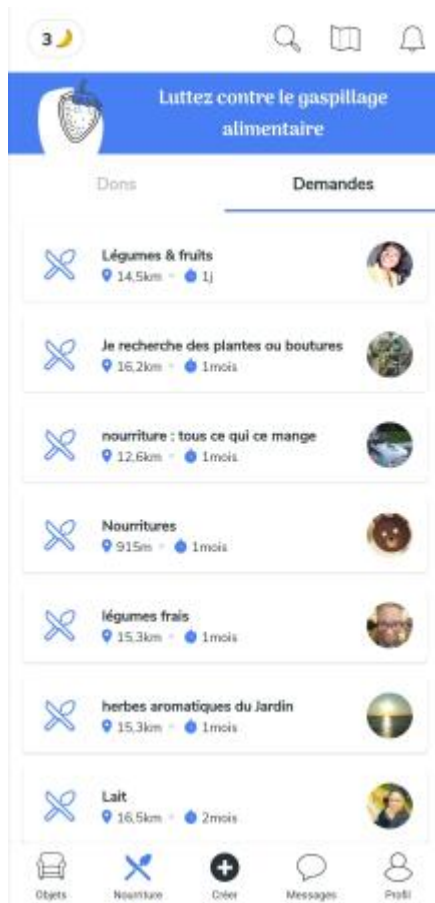 3
Luttez contre le gaspillage
alimentaire
Dons
Demandes
Légumes & fruits
14,5km
1j
Je recherche des plantes ou boutures
16,2km
1mois
nourriture : tous ce qui ce mange
12,6km
1mois
Nourritures
915m
1mois
légumes frais
15,3km
1mois
herbes aromatiques du Jardin
15,3km
1mois
Lait
16,5km
2mois
Objets
Nourriture
Créer
Messages
Profil